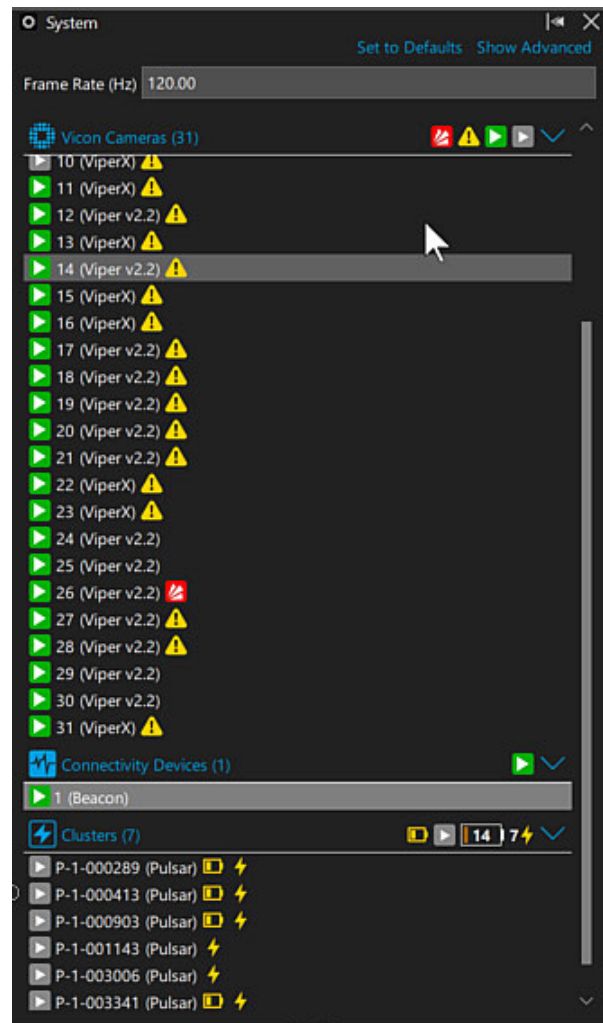 System
Set to Defaults Show Advanced
Frame Rate (Hz) 120.00
Vicon Cameras (31)
10 (ViperX)
11 (ViperX)
12 (Viper v2.2)
13 (ViperX)
14 (Viper v2.2)
15 (ViperX)
16 (ViperX)
17 (Viper v2.2)
18 (Viper v2.2)
19 (Viper v2.2)
20 (Viper v2.2)
21 (Viper v2.2)
22 (ViperX)
23 (ViperX)
24 (Viper v2.2)
25 (Viper v2.2)
26 (Viper v2.2)
27 (Viper v2.2)
28 (Viper v2.2)
29 (Viper v2.2)
30 (Viper v2.2)
31 (ViperX)
Connectivity Devices (1)
1 (Beacon)
Clusters (7) 14 7
P-1-000289 (Pulsar)
P-1-000413 (Pulsar)
P-1-000903 (Pulsar)
P-1-001143 (Pulsar)
P-1-003006 (Pulsar)
P-1-003341 (Pulsar)